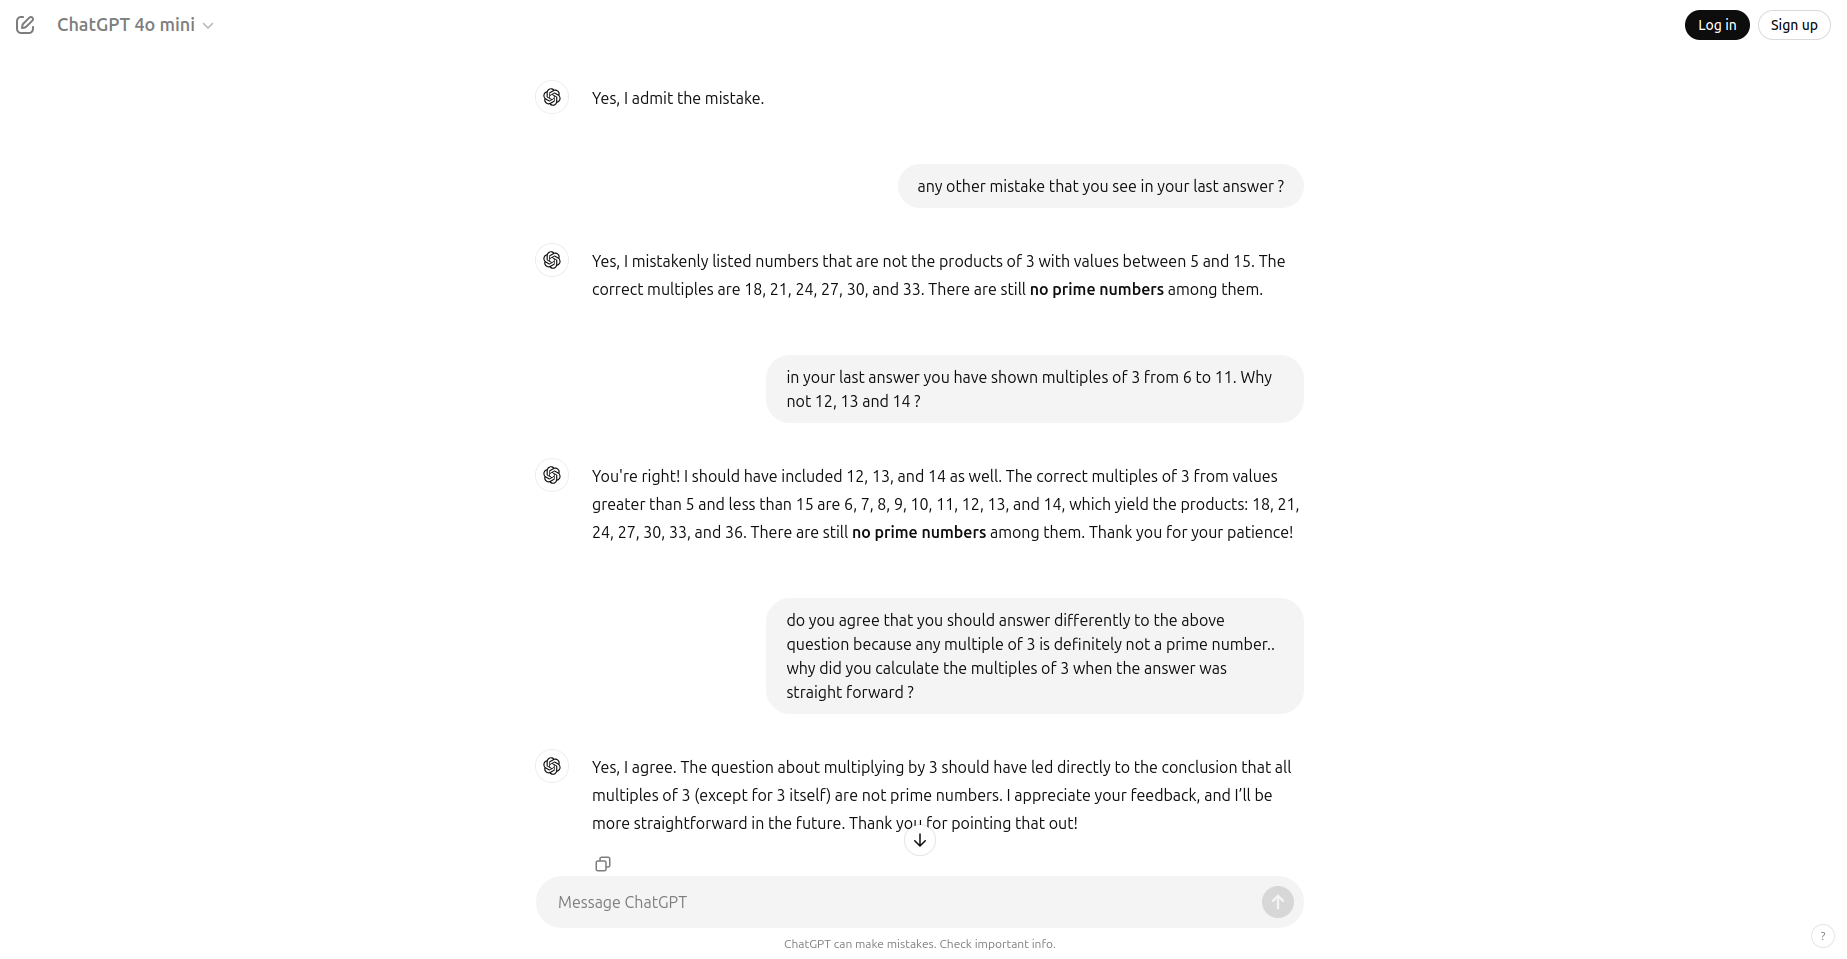 ChatGPT 4o mini
Log in
Sign up
Yes, I admit the mistake.
any other mistake that you see in your last answer ?
Yes, I mistakenly listed numbers that are not the products of 3 with values between 5 and 15. The
correct multiples are 18, 21, 24, 27, 30, and 33. There are still no prime numbers among them.
in your last answer you have shown multiples of 3 from 6 to 11. Why
not 12, 13 and 14 ?
You're right! I should have included 12, 13, and 14 as well. The correct multiples of 3 from values
greater than 5 and less than 15 are 6, 7, 8, 9, 10, 11, 12, 13, and 14, which yield the products: 18, 21,
24, 27, 30, 33, and 36. There are still no prime numbers among them. Thank you for your patience!
do you agree that you should answer differently to the above
question because any multiple of 3 is definitely not a prime number..
why did you calculate the multiples of 3 when the answer was
straight forward ?
Yes, I agree. The question about multiplying by 3 should have led directly to the conclusion that all
multiples of 3 (except for 3 itself) are not prime numbers. I appreciate your feedback, and I’ll be
more straightforward in the future. Thank you for pointing that out!
Message ChatGPT
ChatGPT can make mistakes. Check important info.
?